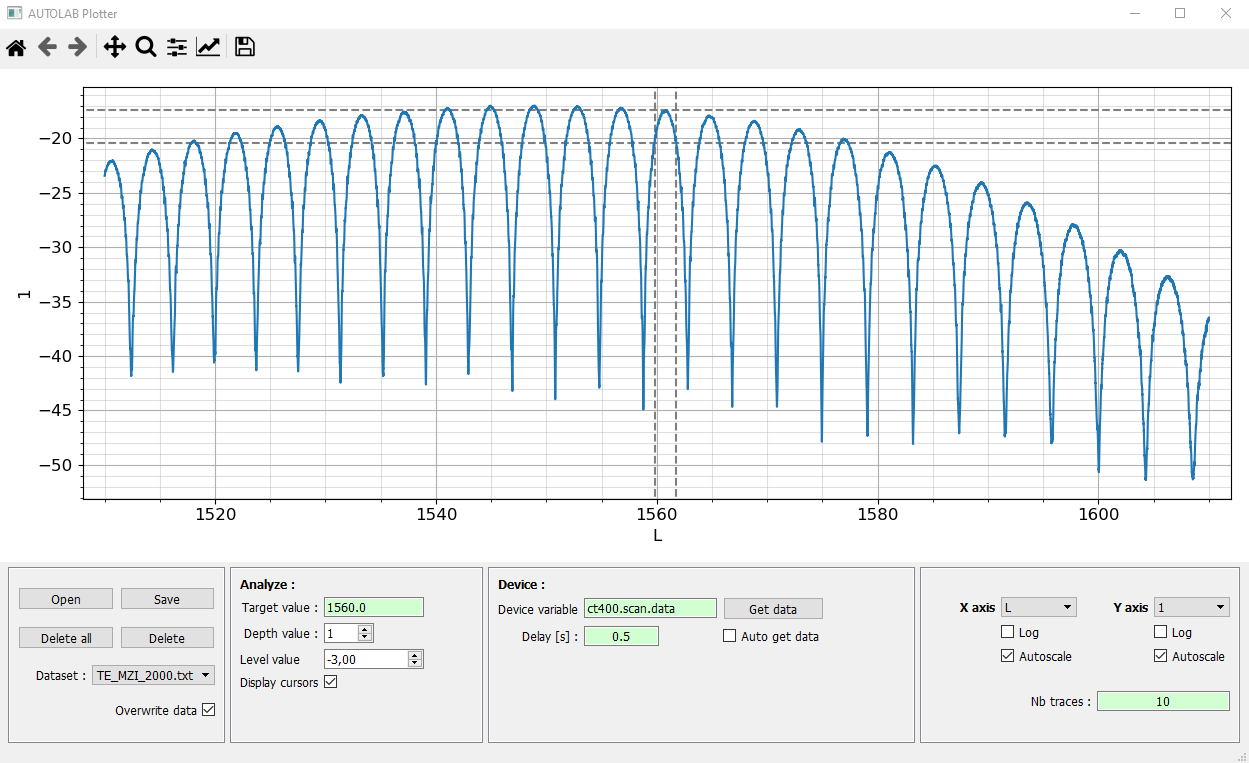 AUTOLAB Plotter
−20
−25
−30
−35
−40
−45
−50
1
1520 1540 1560 1580 1600
L
Open Save
Delete all Delete
Dataset : TE_MZI_2000.txt
Overwrite data
Analyze :
Target value : 1560.0
Depth value : 1
Level value -3,00
Display cursors
Device :
Device variable ct400.scan.data Get data
Delay [s] : 0.5 Auto get data
X axis L Y axis 1
Log Log
Autoscale Autoscale
Nb traces : 10